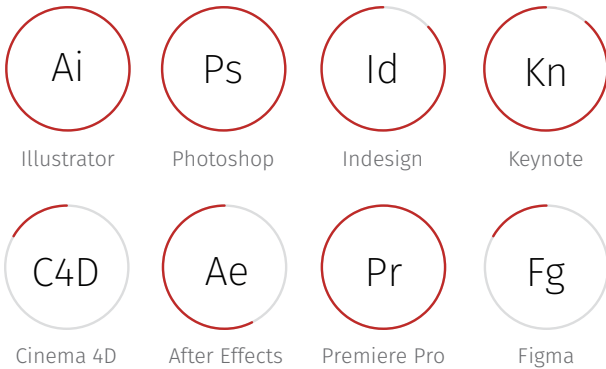 Ai Ps Id Kn
Illustrator Photoshop Indesign Keynote
C4D Ae Pr Fg
Cinema 4D After Effects Premiere Pro Figma